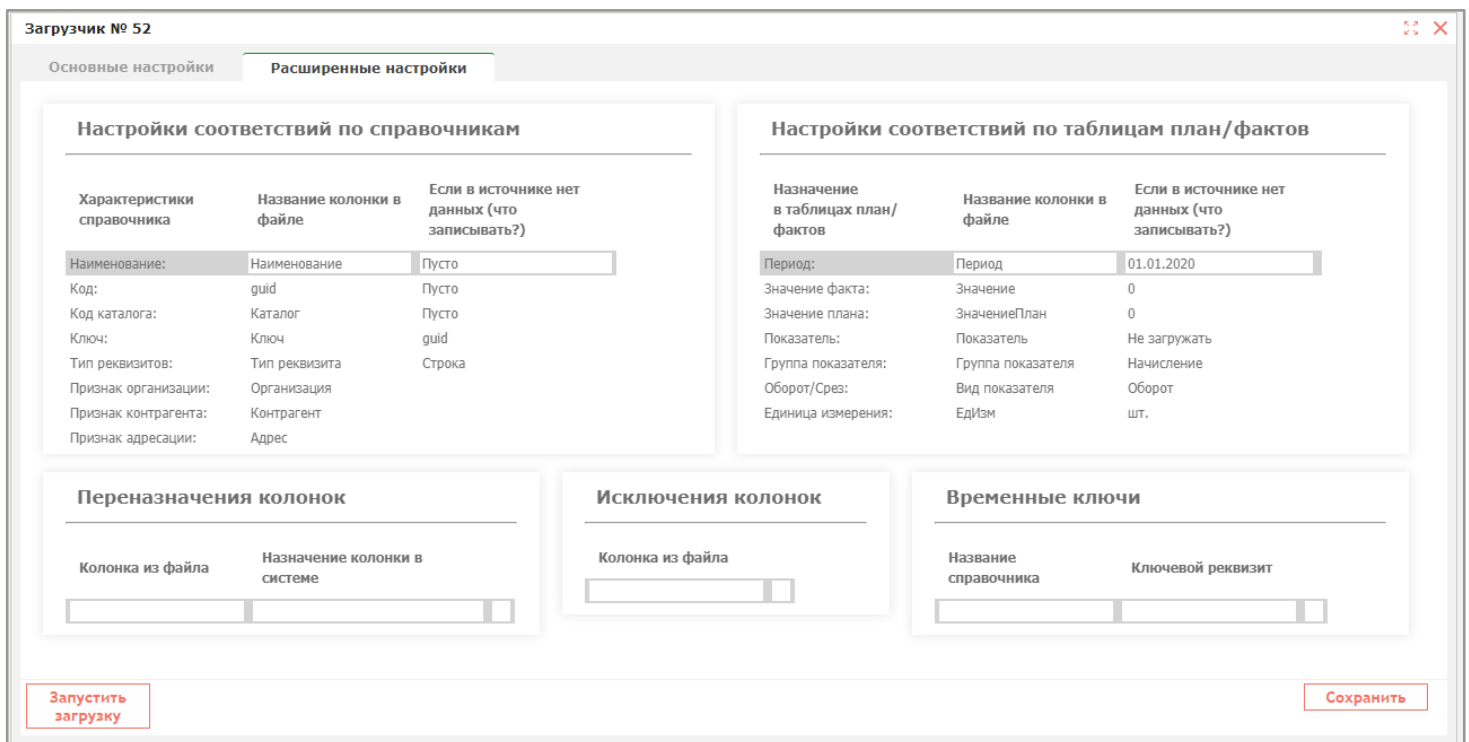 Загрузчик № 52
Основные настройки
Расширенные настройки
Настройки соответствий по справочникам
Характеристики справочника
Название колонки в файле
Если в источнике нет данных (что записывать?)
Наименование: Наименование Пусто
Код: guid Пусто
Код каталога: Каталог Пусто
Ключ: Ключ guid
Тип реквизитов: Тип реквизита Строка
Признак организации: Организация
Признак контрагента: Контрагент
Признак адресации: Адрес
Настройки соответствий по таблицам план/фактов
Назначение в таблицах план/фактов
Название колонки в файле
Если в источнике нет данных (что записывать?)
Период: Период 01.01.2020
Значение факта: Значение 0
Значение плана: ЗначениеПлан 0
Показатель: Показатель Не загружать
Группа показателя: Группа показателя Начисление
Оборот/Срез: Вид показателя Оборот
Единица измерения: ЕдИзм шт.
Переназначения колонок
Колонка из файла
Назначение колонки в системе
Исключения колонок
Колонка из файла
Временные ключи
Название справочника
Ключевой реквизит
Запустить загрузку
Сохранить